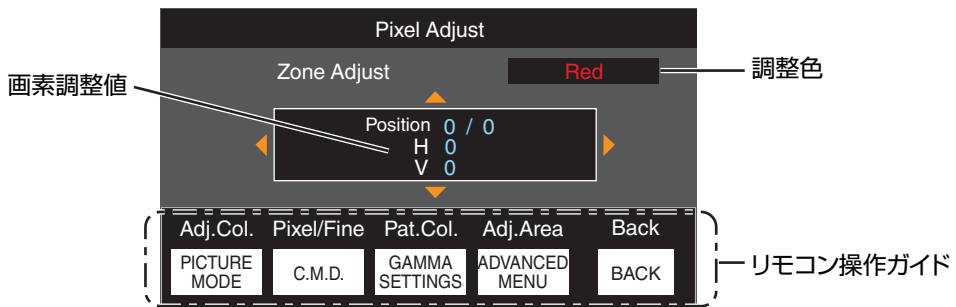 Pixel Adjust
Zone Adjust Red
調整色
画素調整値
Position 0 / 0
H 0
V 0
Adj.Col. Pixel/Fine Pat.Col. Adj.Area Back
PICTURE MODE C.M.D. GAMMA SETTINGS ADVANCED MENU BACK
リモコン操作ガイド